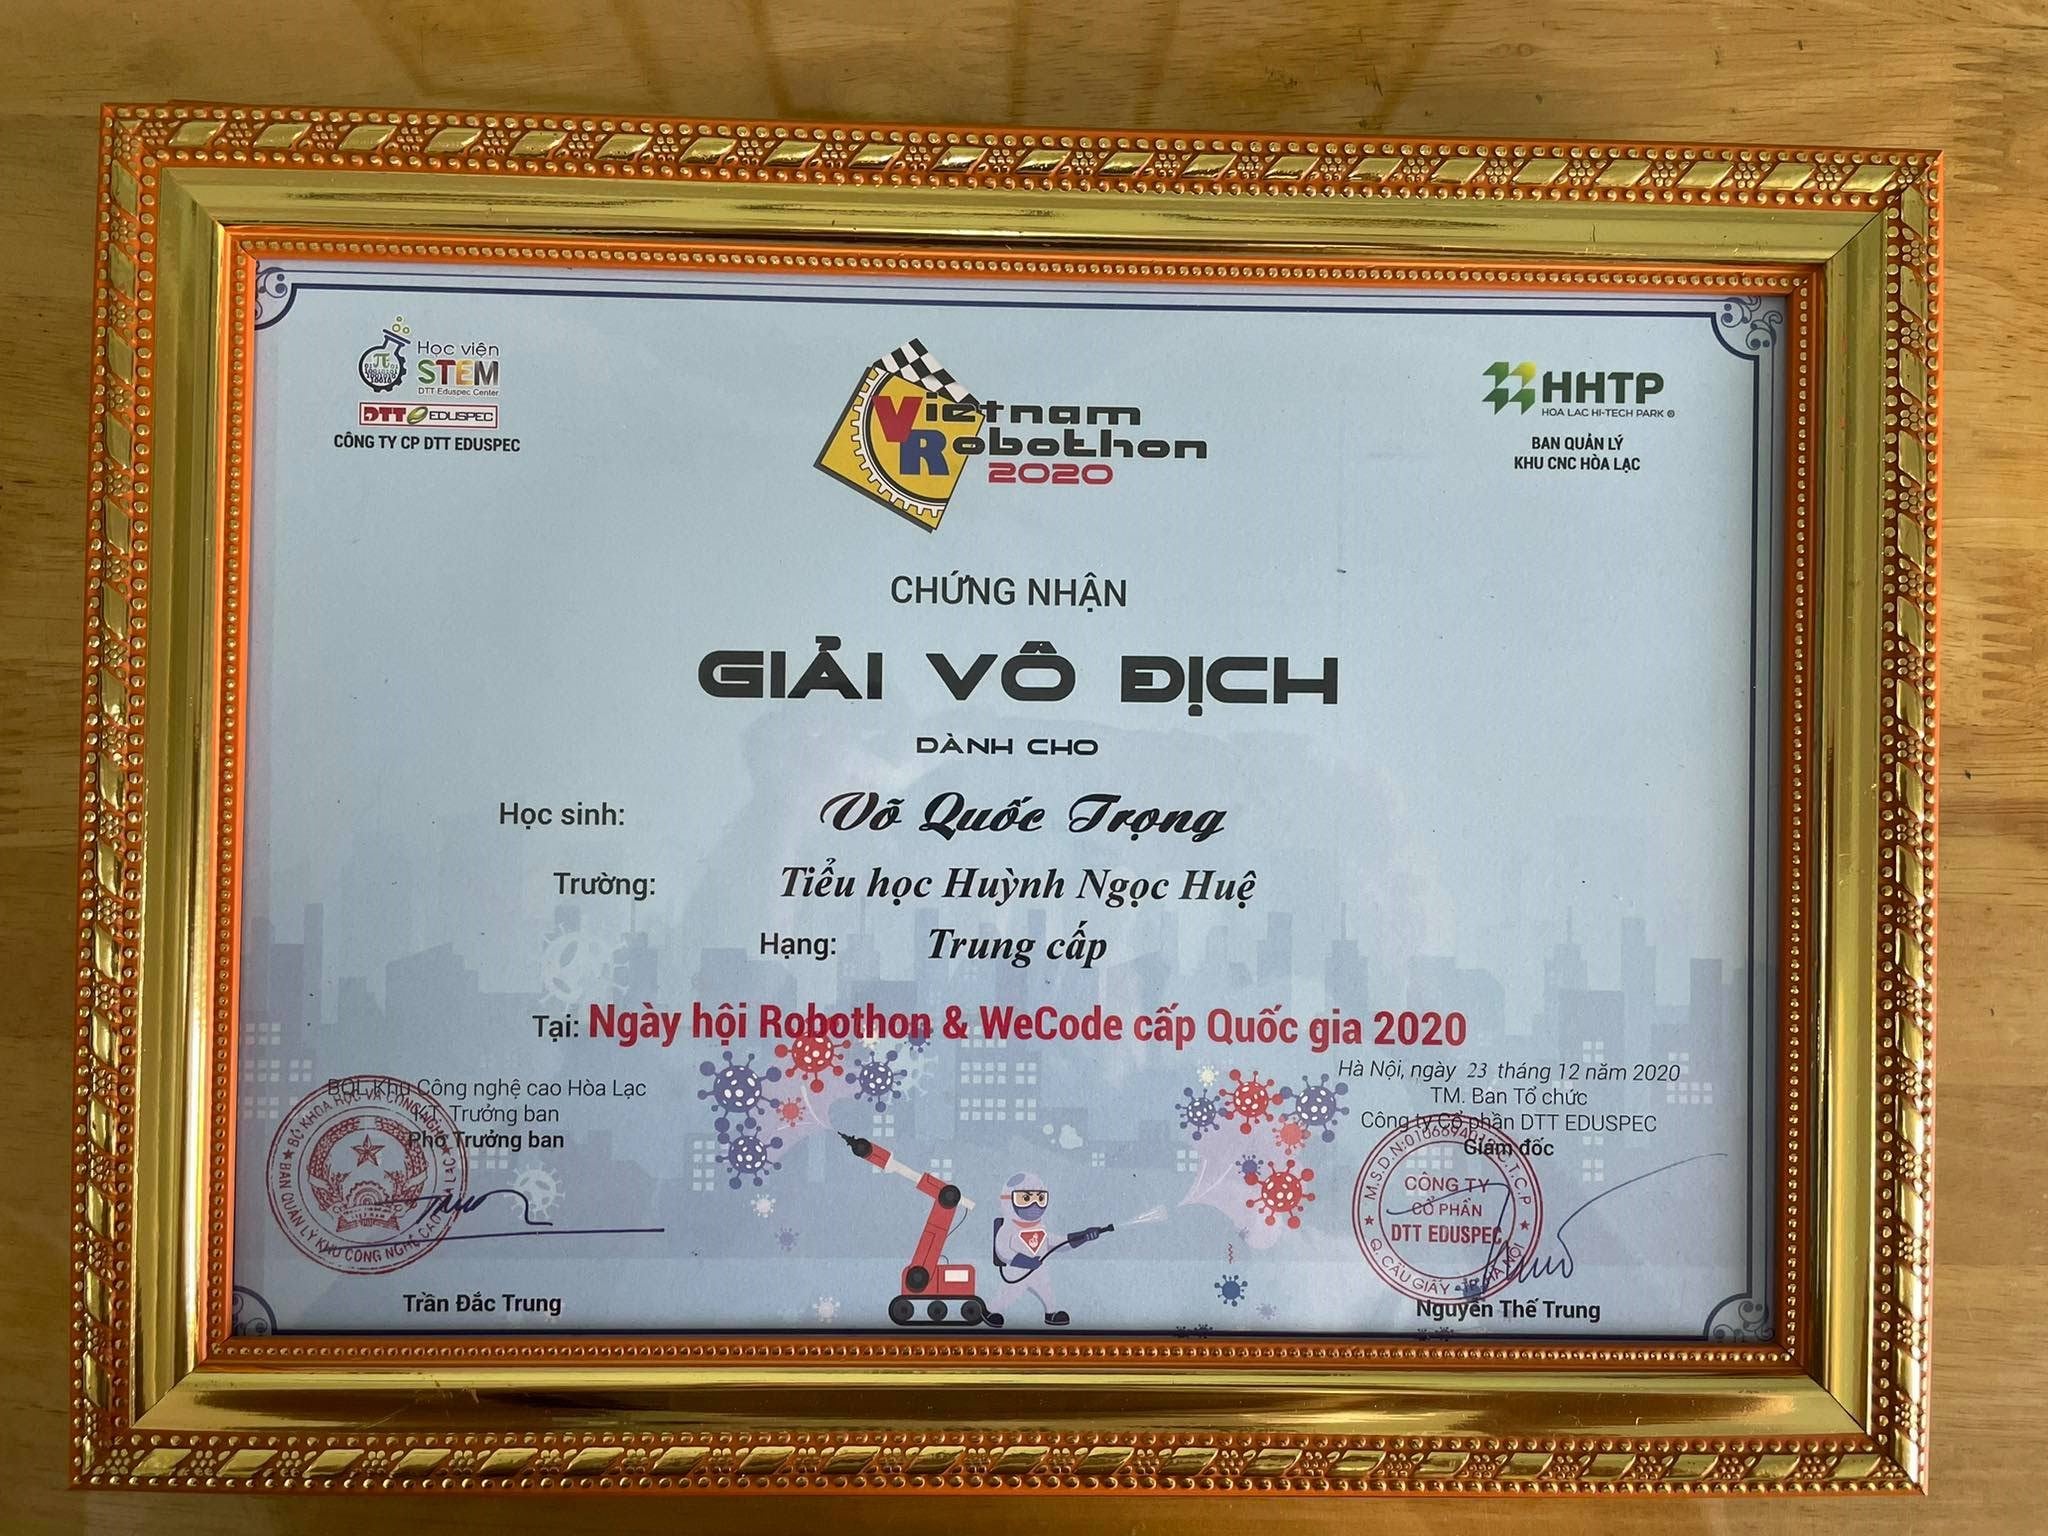 Học viện
STEM
DTT Eduspec Center
DTT EDUSPEC
CÔNG TY CP DTT EDUSPEC
Vietnam
Robothon
2020
HHTP
HOA LAC HI-TECH PARK ®
BAN QUẢN LÝ
KHU CNC HÒA LẠC
CHỨNG NHẬN
GIẢI VÔ ĐỊCH
DÀNH CHO
Học sinh: Võ Quốc Trọng
Trường: Tiểu học Huỳnh Ngọc Huệ
Hạng: Trung cấp
Tại: Ngày hội Robothon & WeCode cấp Quốc gia 2020
BQL Khu Công nghệ cao Hòa Lạc
KT. Trưởng ban
Phó Trưởng ban
BỘ KHOA HỌC VÀ CÔNG NGHỆ
BAN QUẢN LÝ KHU CÔNG NGHỆ CAO LẠC
Trần Đắc Trung
Hà Nội, ngày 23 tháng 12 năm 2020
TM. Ban Tổ chức
Công ty Cổ phần DTT EDUSPEC
Giám đốc
CÔNG TY
CỔ PHẦN
DTT EDUSPEC
Q. CẦU GIẤY - TP. HÀ NỘI
Nguyễn Thế Trung